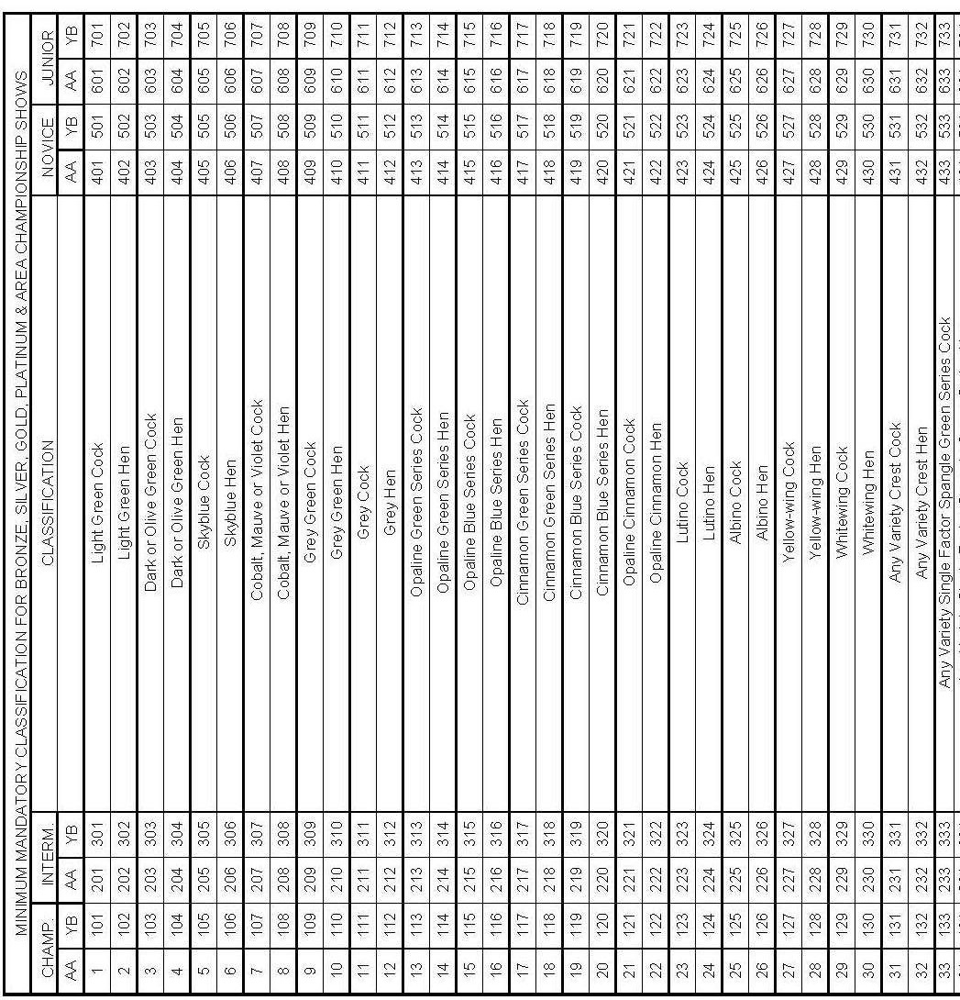 MINIMUM MANDATORY CLASSIFICATION FOR BRONZE, SILVER, GOLD, PLATINUM & AREA CHAMPIONSHIP SHOWS
CHAMP. INTERM. CLASSIFICATION NOVICE JUNIOR
AA YB AA YB AA YB AA YB
1 101 201 301 Light Green Cock 401 501 601 701
2 102 202 302 Light Green Hen 402 502 602 702
3 103 203 303 Dark or Olive Green Cock 403 503 603 703
4 104 204 304 Dark or Olive Green Hen 404 504 604 704
5 105 205 305 Skyblue Cock 405 505 605 705
6 106 206 306 Skyblue Hen 406 506 606 706
7 107 207 307 Cobalt, Mauve or Violet Cock 407 507 607 707
8 108 208 308 Cobalt, Mauve or Violet Hen 408 508 608 708
9 109 209 309 Grey Green Cock 409 509 609 709
10 110 210 310 Grey Green Hen 410 510 610 710
11 111 211 311 Grey Cock 411 511 611 711
12 112 212 312 Grey Hen 412 512 612 712
13 113 213 313 Opaline Green Series Cock 413 513 613 713
14 114 214 314 Opaline Green Series Hen 414 514 614 714
15 115 215 315 Opaline Blue Series Cock 415 515 615 715
16 116 216 316 Opaline Blue Series Hen 416 516 616 716
17 117 217 317 Cinnamon Green Series Cock 417 517 617 717
18 118 218 318 Cinnamon Green Series Hen 418 518 618 718
19 119 219 319 Cinnamon Blue Series Cock 419 519 619 719
20 120 220 320 Cinnamon Blue Series Hen 420 520 620 720
21 121 221 321 Opaline Cinnamon Cock 421 521 621 721
22 122 222 322 Opaline Cinnamon Hen 422 522 622 722
23 123 223 323 Lutino Cock 423 523 623 723
24 124 224 324 Lutino Hen 424 524 624 724
25 125 225 325 Albino Cock 425 525 625 725
26 126 226 326 Albino Hen 426 526 626 726
27 127 227 327 Yellow-wing Cock 427 527 627 727
28 128 228 328 Yellow-wing Hen 428 528 628 728
29 129 229 329 Whitewing Cock 429 529 629 729
30 130 230 330 Whitewing Hen 430 530 630 730
31 131 231 331 Any Variety Crest Cock 431 531 631 731
32 132 232 332 Any Variety Crest Hen 432 532 632 732
33 133 233 333 Any Variety Single Factor Spangle Green Series Cock 433 533 633 733